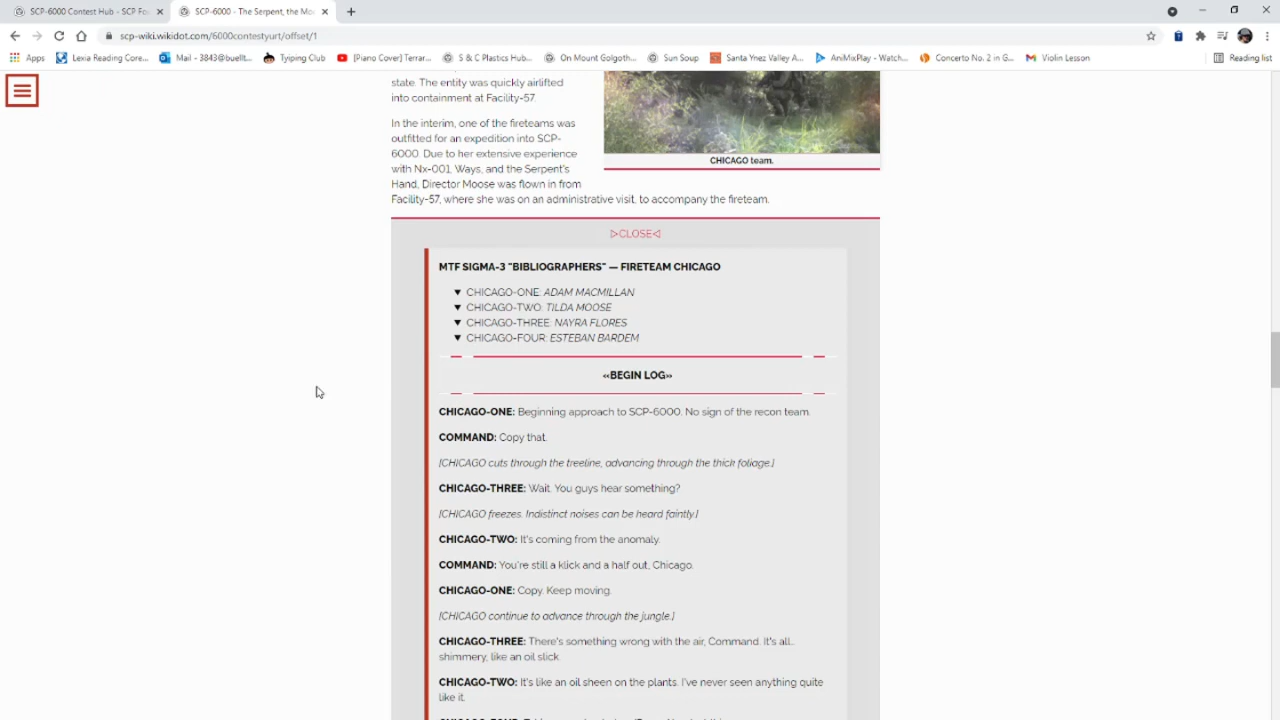 SCP-6000 Contest Hub - SCP Fo
SCP-6000 - The Serpent, the Mo
scp-wiki.wikidot.com/6000contestyurt/offset/1
Apps Lexia Reading Core... Mail - 3843@buellt... Typing Club [Piano Cover] Terrar... S & C Plastics Hub... On Mount Golgoth... Sun Soup Santa Ynez Valley A... AniMixPlay - Watch... Concerto No. 2 in G... Violin Lesson Reading list
state. The entity was quickly airlifted
into containment at Facility-57.
In the interim, one of the fireteams was
outfitted for an expedition into SCP-
6000. Due to her extensive experience
with Nx-001, Ways, and the Serpent's
Hand, Director Moose was flown in from
Facility-57, where she was on an administrative visit, to accompany the fireteam.
CHICAGO team.
▷CLOSE◁
MTF SIGMA-3 "BIBLIOGRAPHERS" — FIRETEAM CHICAGO
▼ CHICAGO-ONE: ADAM MACMILLAN
▼ CHICAGO-TWO: TILDA MOOSE
▼ CHICAGO-THREE: NAYRA FLORES
▼ CHICAGO-FOUR: ESTEBAN BARDEM
«BEGIN LOG»
CHICAGO-ONE: Beginning approach to SCP-6000. No sign of the recon team.
COMMAND: Copy that.
[CHICAGO cuts through the treeline, advancing through the thick foliage.]
CHICAGO-THREE: Wait. You guys hear something?
[CHICAGO freezes. Indistinct noises can be heard faintly.]
CHICAGO-TWO: It's coming from the anomaly.
COMMAND: You're still a klick and a half out, Chicago.
CHICAGO-ONE: Copy. Keep moving.
[CHICAGO continue to advance through the jungle.]
CHICAGO-THREE: There's something wrong with the air, Command. It's all...
shimmery, like an oil slick.
CHICAGO-TWO: It's like an oil sheen on the plants. I've never seen anything quite
like it.